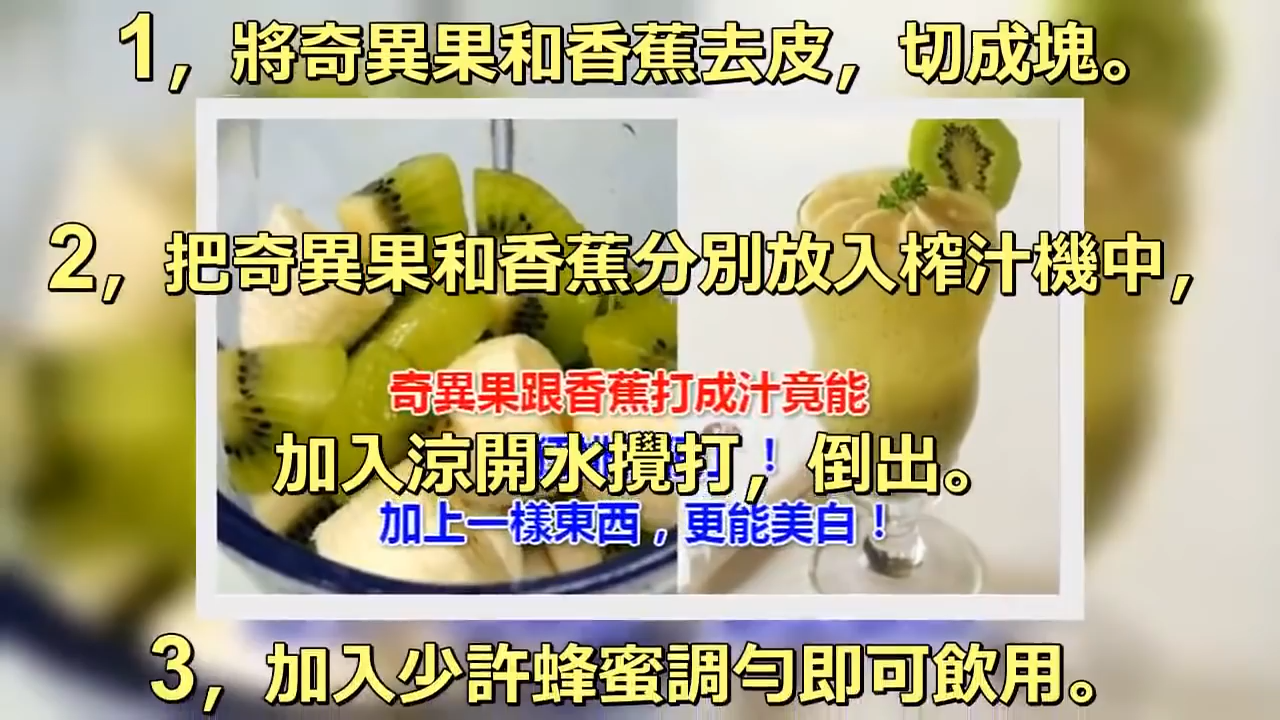 1，將奇異果和香蕉去皮，切成塊。
2，把奇異果和香蕉分別放入榨汁機中，
奇異果跟香蕉打成汁竟能
加入涼開水攪打，倒出。
加上一樣東西，更能美白！
3，加入少許蜂蜜調勻即可飲用。